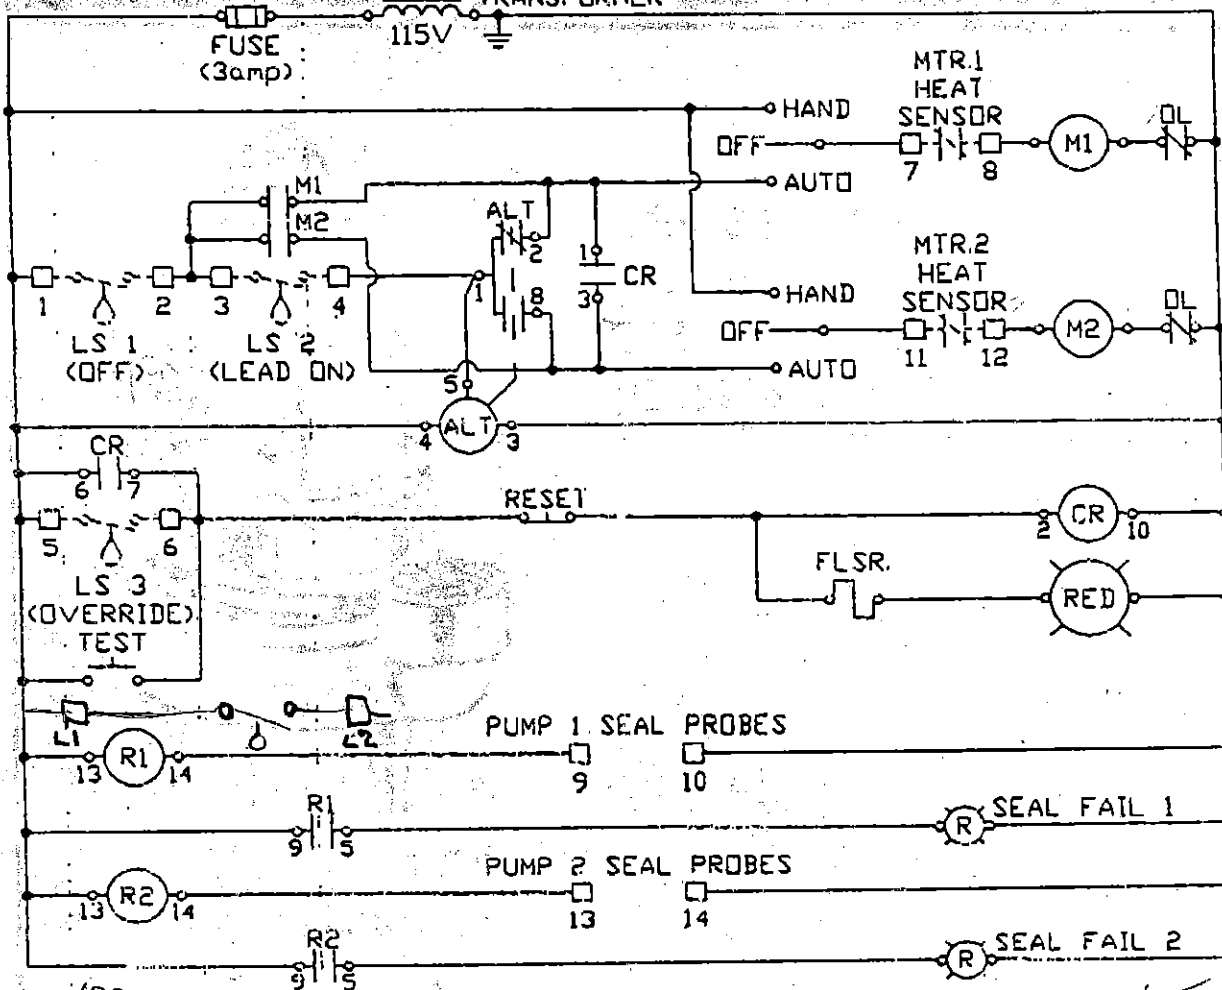 TRANSFORMER
FUSE
(3amp)
115V
MTR.1
HEAT
SENSOR
HAND
OFF
7
8
M1
OL
AUTO
M1
M2
ALT
2
1
CR
3
8
1
MTR.2
HEAT
SENSOR
HAND
OFF
11
12
M2
OL
AUTO
1
2
3
4
LS 1
(OFF)
LS 2
(LEAD ON)
5
4
ALT
3
CR
6
7
RESET
5
6
LS 3
(OVERRIDE)
TEST
2
CR
10
FLSR.
RED
L1
L2
PUMP 1 SEAL PROBES
13
R1
14
9
10
R1
9
5
R
SEAL FAIL 1
PUMP 2 SEAL PROBES
13
R2
14
13
14
R2
9
5
R
SEAL FAIL 2